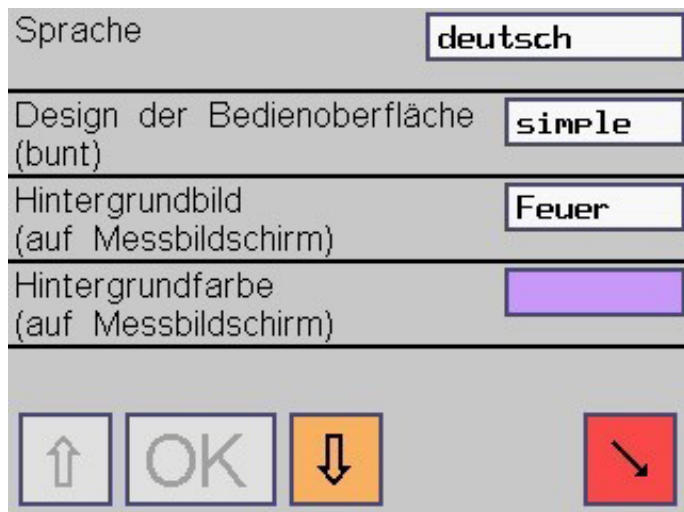 Sprache
deutsch
Design der Bedienoberfläche
(bunt)
simple
Hintergrundbild
(auf Messbildschirm)
Feuer
Hintergrundfarbe
(auf Messbildschirm)
OK